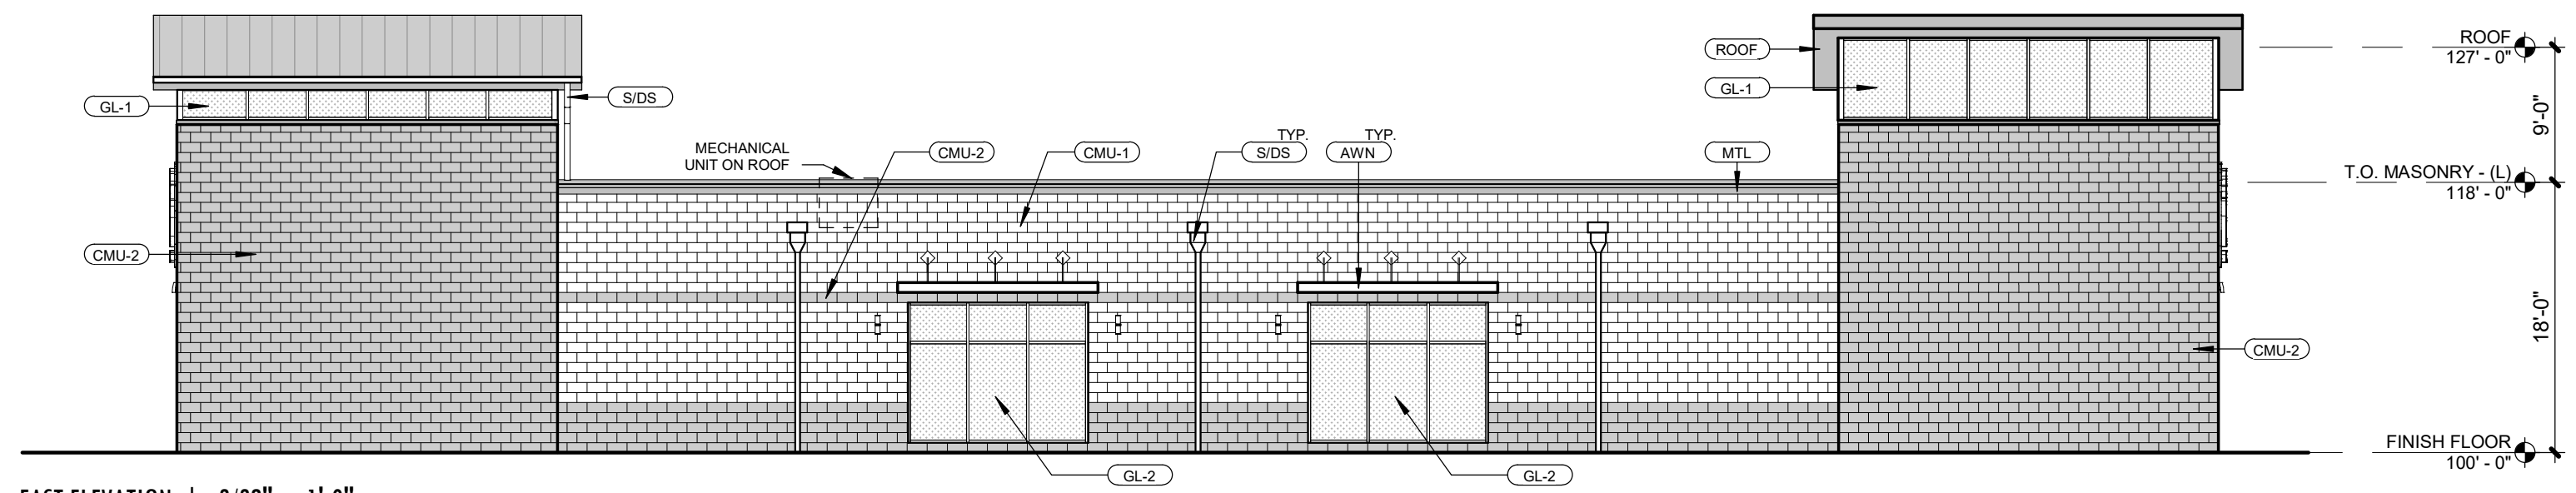 ROOF
ROOF
127' - 0"
GL-1
GL-1
S/DS
9'-0"
MECHANICAL
UNIT ON ROOF
CMU-2
CMU-1
TYP.
S/DS
TYP.
AWN
MTL
T.O. MASONRY - (L)
118' - 0"
CMU-2
18'-0"
CMU-2
FINISH FLOOR
100' - 0"
GL-2
GL-2